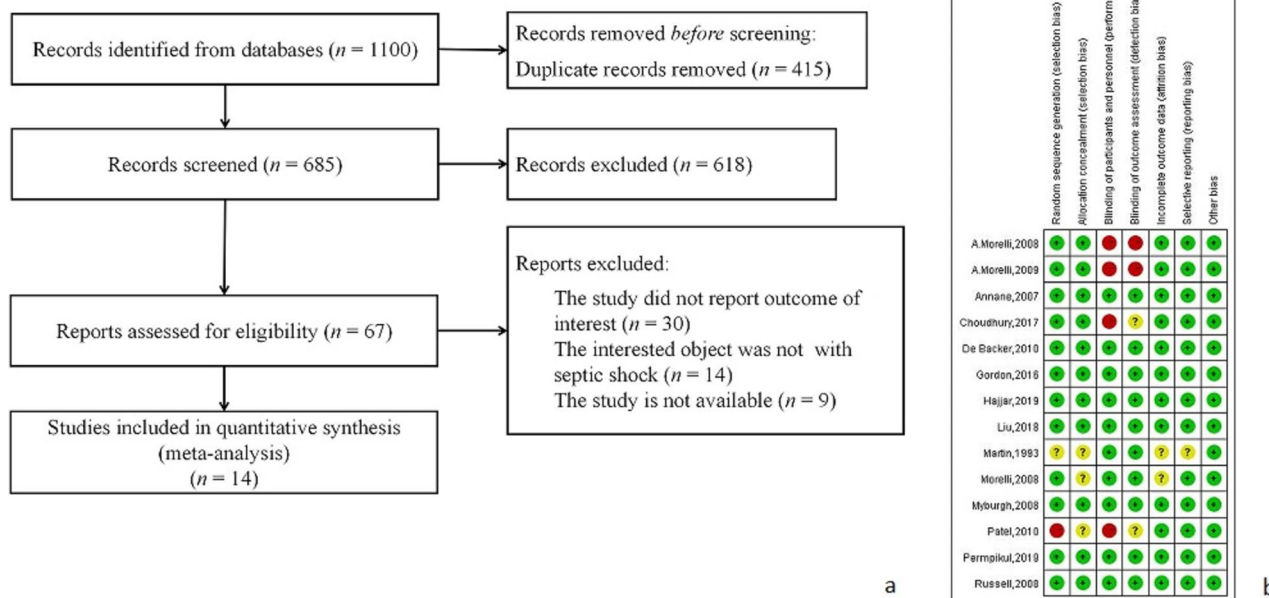 Records identified from databases (n = 1100)
Records removed before screening:
Duplicate records removed (n = 415)
Records screened (n = 685)
Records excluded (n = 618)
Reports assessed for eligibility (n = 67)
Reports excluded:
The study did not report outcome of
interest (n = 30)
The interested object was not with
septic shock (n = 14)
The study is not available (n = 9)
Studies included in quantitative synthesis
(meta-analysis)
(n = 14)
a
Random sequence generation (selection bias)
Allocation concealment (selection bias)
Blinding of participants and personnel (perform
Blinding of outcome assessment (detection bia
Incomplete outcome data (attrition bias)
Selective reporting (reporting bias)
Other bias
A.Morelli,2008 + + + + +
A.Morelli,2009 + + + + +
Annane,2007 + + + + + + +
Choudhury,2017 + + ? + + +
De Backer,2010 + + + + + + +
Gordon,2016 + + + + + + +
Hajjar,2019 + + + + + + +
Liu,2018 + + + + + + +
Martin,1993 ? ? + + ? ? +
Morelli,2008 + ? + + ? + +
Myburgh,2008 + + + + + + +
Patel,2010 ? ? + + +
Permpikul,2019 + + + + + + +
Russell,2008 + + + + + + +